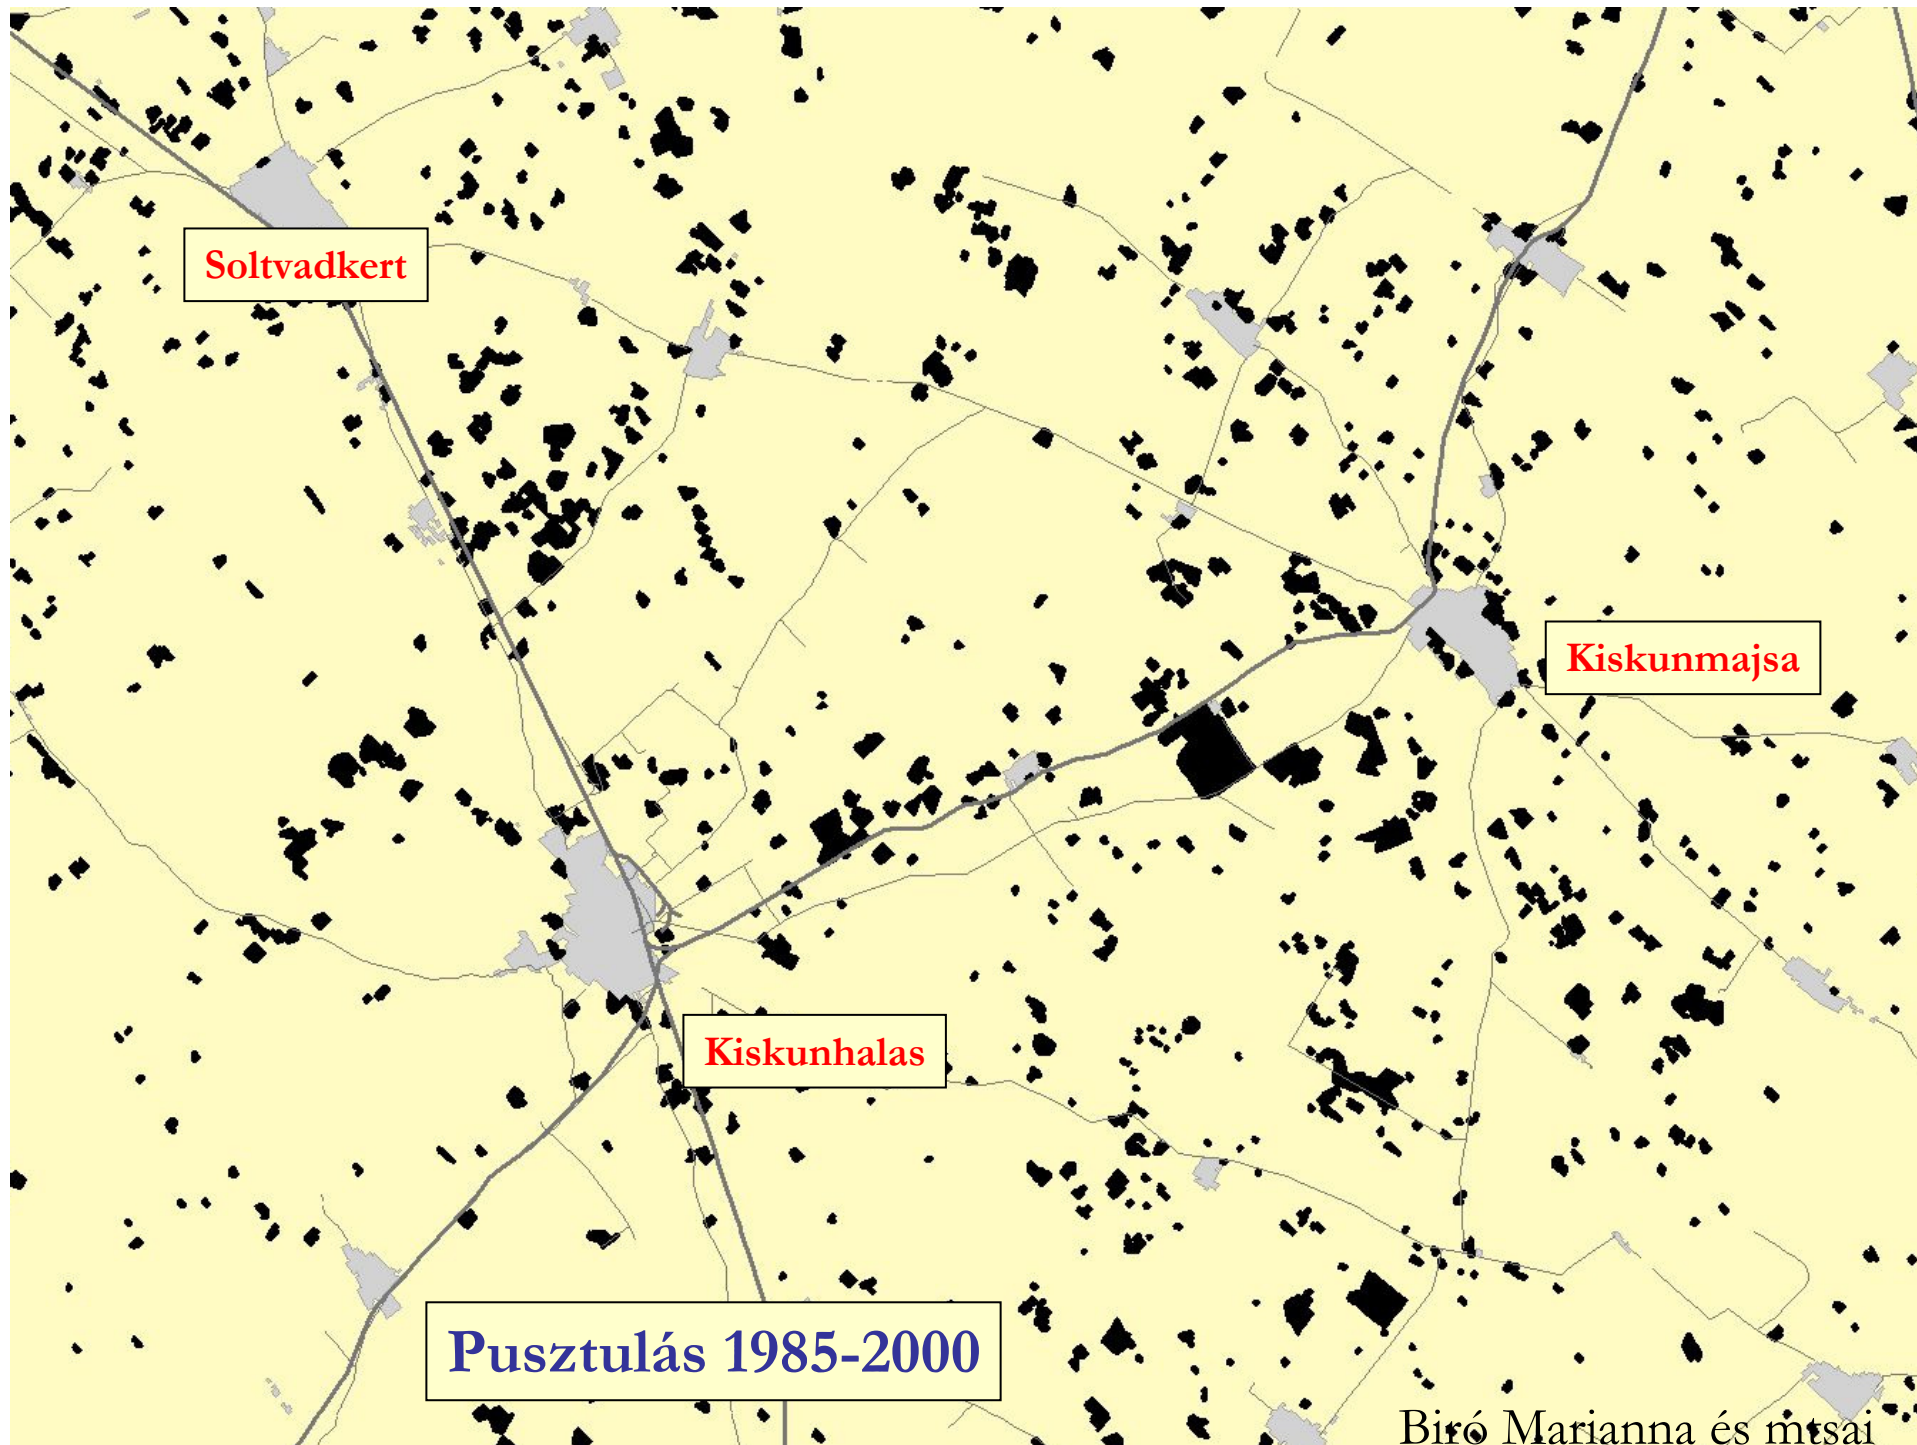 Soltvadkert
Kiskunmajsa
Kiskunhalas
Pusztulás 1985-2000
Biró Marianna és mtsai